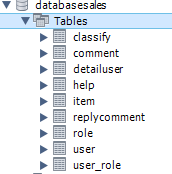 databasesales
Tables
classify
comment
detailuser
help
item
replycomment
role
user
user_role